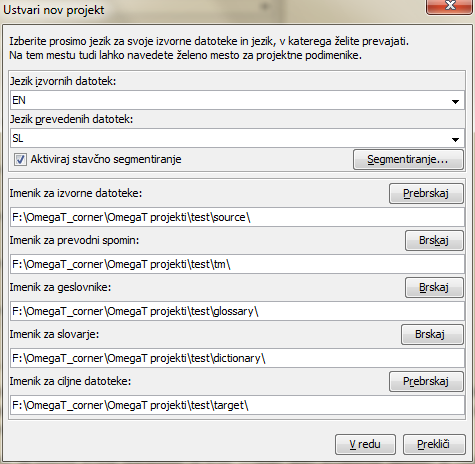 Ustvari nov projekt
Izberite prosimo jezik za svoje izvorne datoteke in jezik, v katerega želite prevajati.
Na tem mestu tudi lahko navedete želeno mesto za projektne podimenike.
Jezik izvornih datotek:
EN
Jezik prevedenih datotek:
SL
Aktiviraj stavčno segmentiranje
Segmentiranje...
Imenik za izvorne datoteke:
Prebrskaj
F:\OmegaT_corner\OmegaT projekti\test\source\
Imenik za prevodni spomin:
Brskaj
F:\OmegaT_corner\OmegaT projekti\test\tm\
Imenik za geslovnike:
Brskaj
F:\OmegaT_corner\OmegaT projekti\test\glossary\
Imenik za slovarje:
Brskaj
F:\OmegaT_corner\OmegaT projekti\test\dictionary\
Imenik za ciljne datoteke:
Prebrskaj
F:\OmegaT_corner\OmegaT projekti\test\target\
V redu
Prekliči